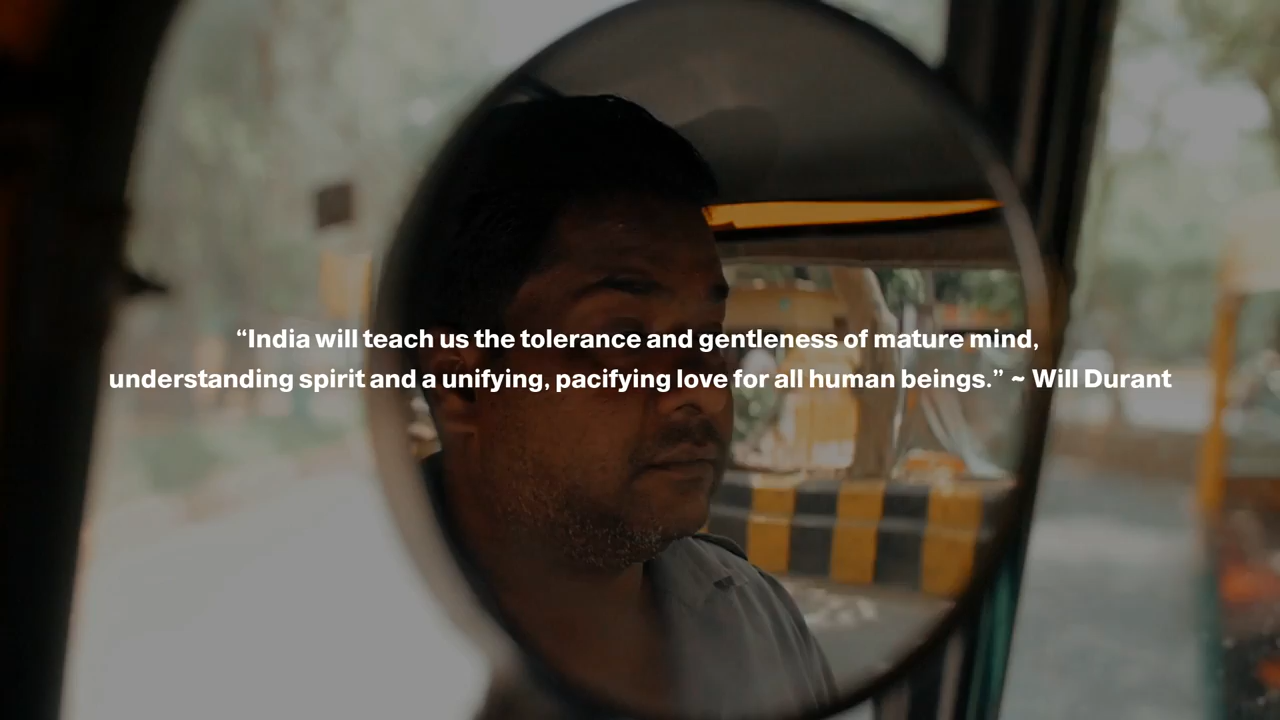 “India will teach us the tolerance and gentleness of mature mind,
understanding spirit and a unifying, pacifying love for all human beings.” ~ Will Durant